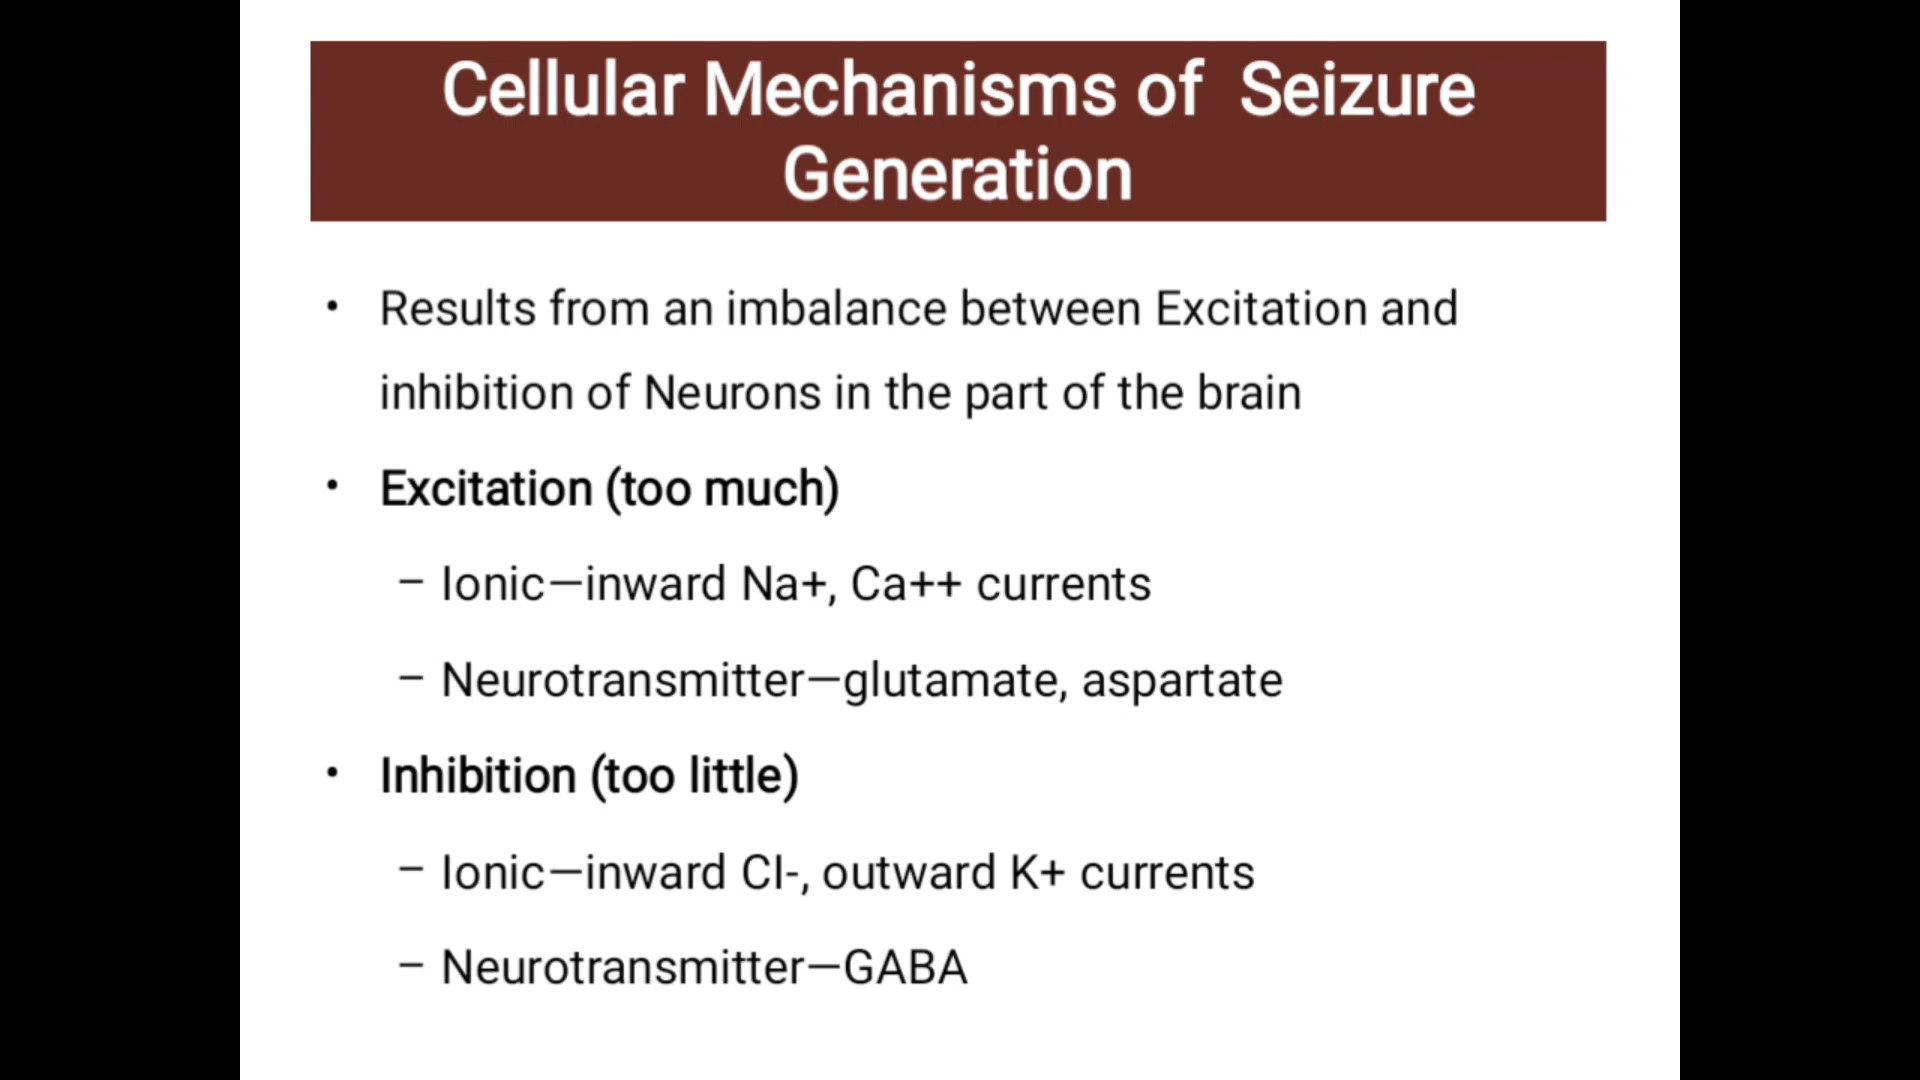 Cellular Mechanisms of  Seizure
Generation
• Results from an imbalance between Excitation and
inhibition of Neurons in the part of the brain
• Excitation (too much)
– Ionic—inward Na+, Ca++ currents
– Neurotransmitter—glutamate, aspartate
• Inhibition (too little)
– Ionic—inward CI-, outward K+ currents
– Neurotransmitter—GABA